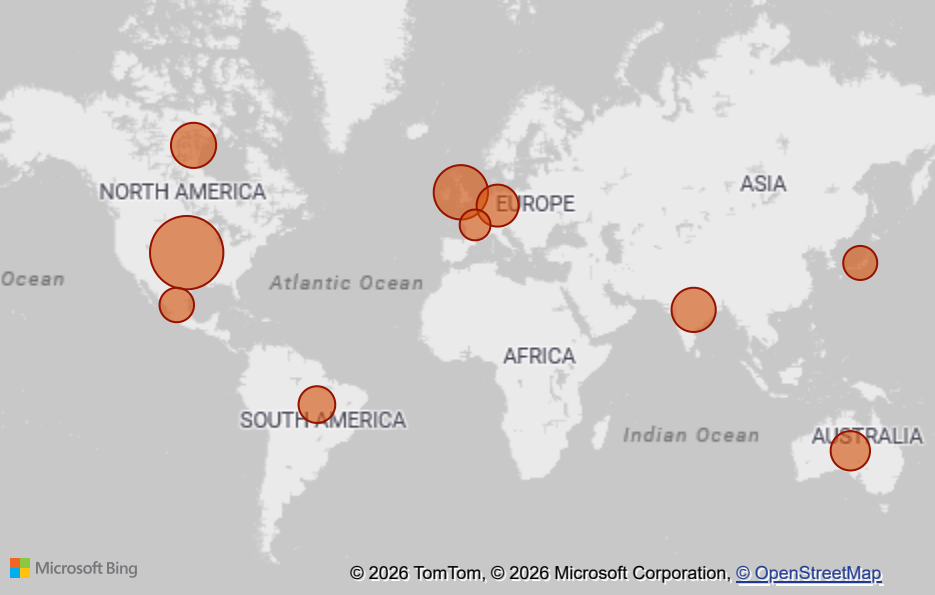 ASIA
NORTH AMERICA
EUROPE
Ocean
Atlantic Ocean
AFRICA
SOUTH AMERICA
Indian Ocean
AUSTRALIA
Microsoft Bing
© 2026 TomTom, © 2026 Microsoft Corporation, © OpenStreetMap